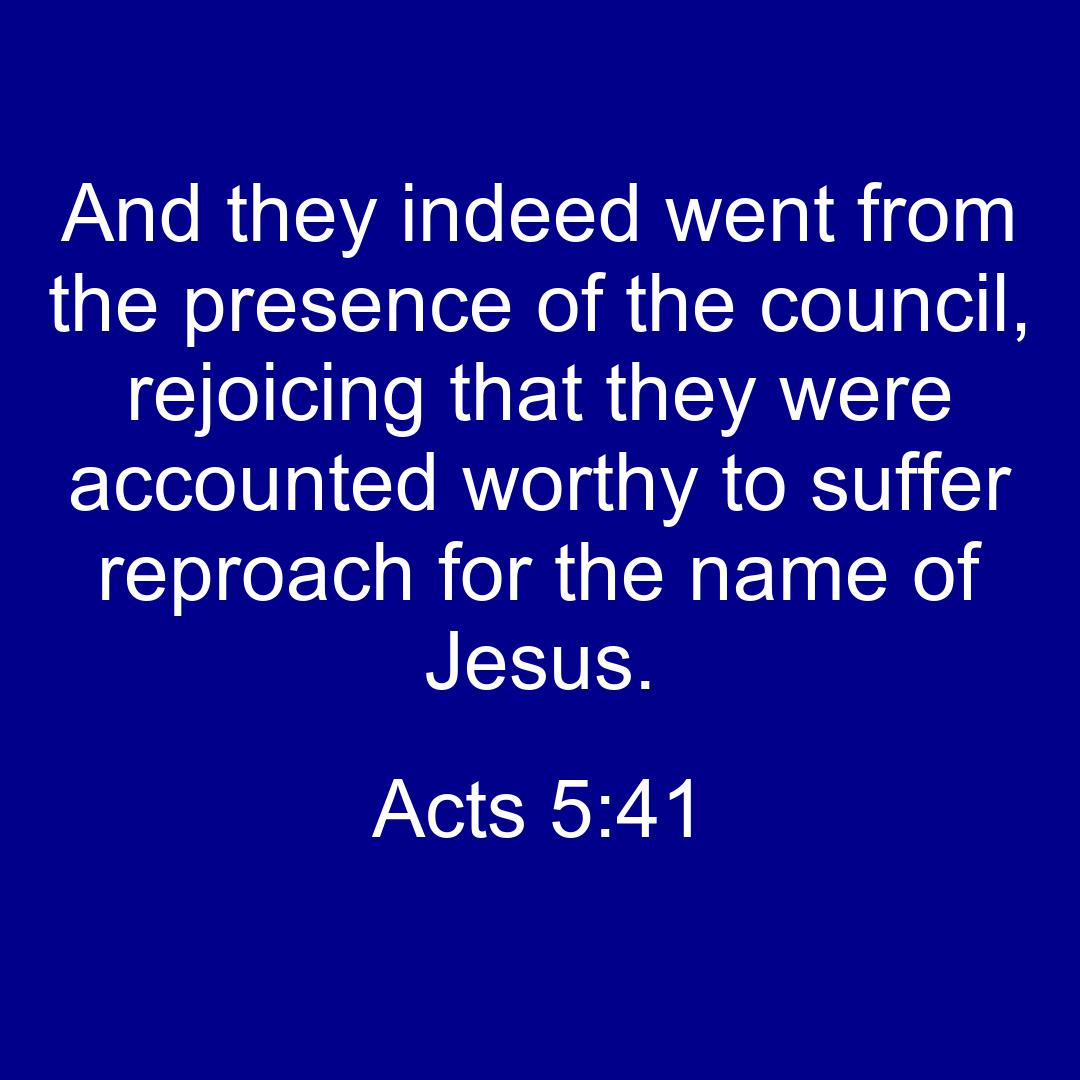 And they indeed went from
the presence of the council,
rejoicing that they were
accounted worthy to suffer
reproach for the name of
Jesus.
Acts 5:41